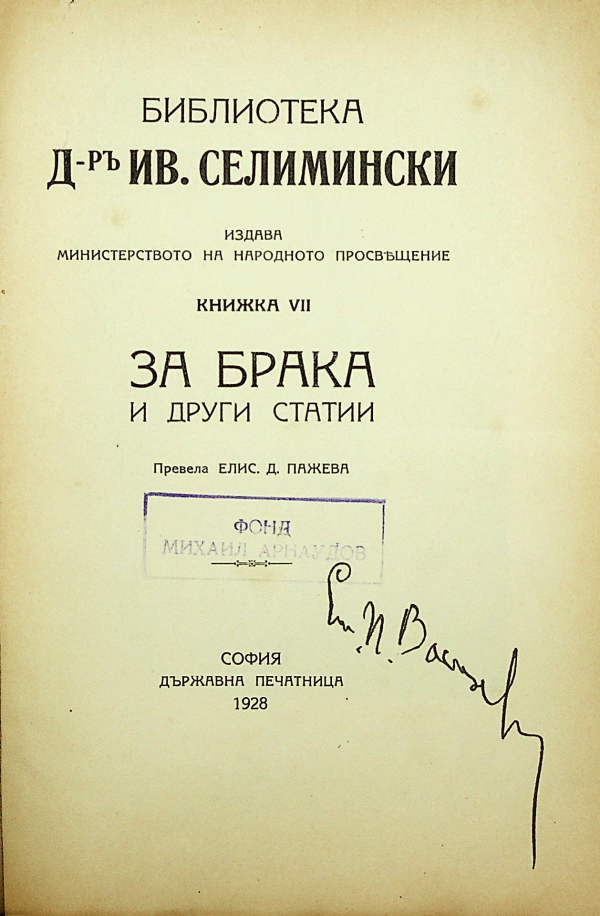 БИБЛИОТЕКА
Д-РЪ ИВ. СЕЛИМИНСКИ
ИЗДАВА
МИНИСТЕРСТВОТО НА НАРОДНОТО ПРОСВѢЩЕНИЕ
КНИЖКА VII
ЗА БРАКА
И ДРУГИ СТАТИИ
Превела ЕЛИС. Д. ПАЖЕВА
ФОНД
МИХАИЛ АРНАУДОВ
СОФИЯ
ДЪРЖАВНА ПЕЧАТНИЦА
1928